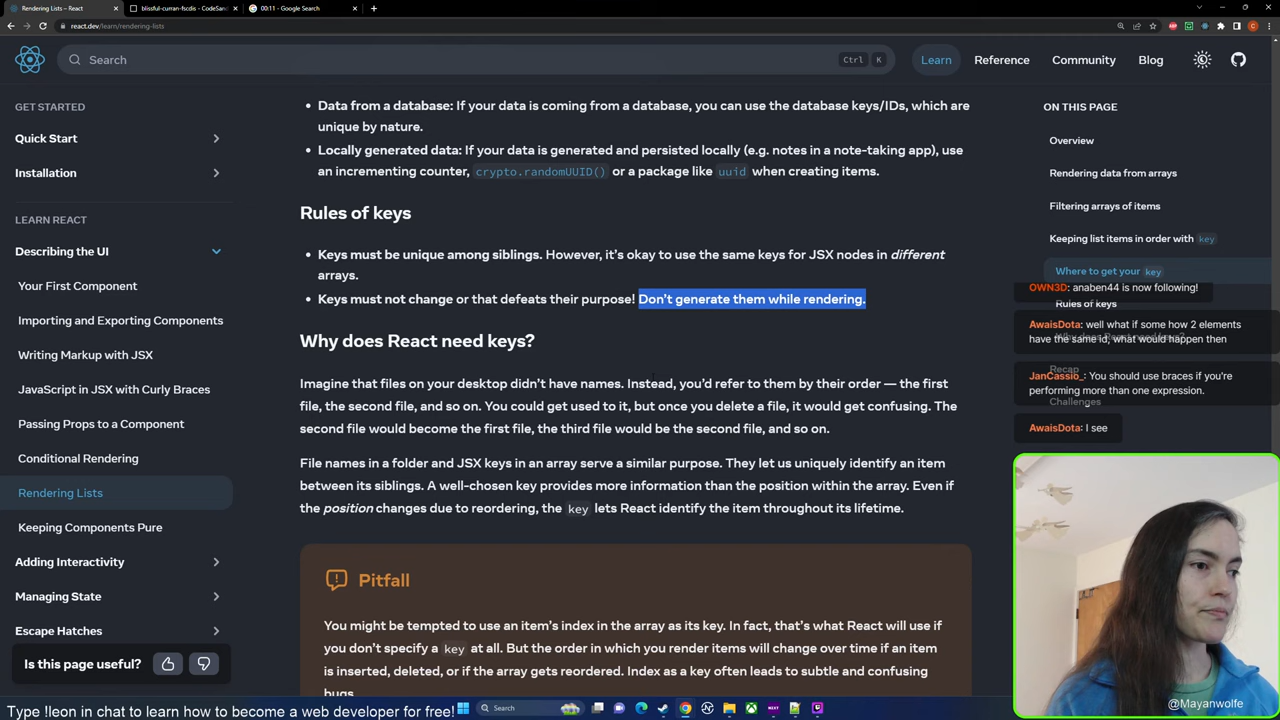 Rendering Lists – React
blissful-curran-fscdis - CodeSand
00:11 - Google Search
react.dev/learn/rendering-lists
Search
Ctrl K
Learn
Reference
Community
Blog
GET STARTED
Quick Start
Installation
LEARN REACT
Describing the UI
Your First Component
Importing and Exporting Components
Writing Markup with JSX
JavaScript in JSX with Curly Braces
Passing Props to a Component
Conditional Rendering
Rendering Lists
Keeping Components Pure
Adding Interactivity
Managing State
Escape Hatches
Is this page useful?
Data from a database: If your data is coming from a database, you can use the database keys/IDs, which are
unique by nature.
Locally generated data: If your data is generated and persisted locally (e.g. notes in a note-taking app), use
an incrementing counter, crypto.randomUUID() or a package like uuid when creating items.
Rules of keys
Keys must be unique among siblings. However, it's okay to use the same keys for JSX nodes in different
arrays.
Keys must not change or that defeats their purpose! Don't generate them while rendering.
Why does React need keys?
Imagine that files on your desktop didn't have names. Instead, you'd refer to them by their order — the first
file, the second file, and so on. You could get used to it, but once you delete a file, it would get confusing. The
second file would become the first file, the third file would be the second file, and so on.
File names in a folder and JSX keys in an array serve a similar purpose. They let us uniquely identify an item
between its siblings. A well-chosen key provides more information than the position within the array. Even if
the position changes due to reordering, the key lets React identify the item throughout its lifetime.
Pitfall
You might be tempted to use an item's index in the array as its key. In fact, that's what React will use if
you don't specify a key at all. But the order in which you render items will change over time if an item
is inserted, deleted, or if the array gets reordered. Index as a key often leads to subtle and confusing
bugs.
ON THIS PAGE
Overview
Rendering data from arrays
Filtering arrays of items
Keeping list items in order with key
Where to get your key
OWN3D: anaben44 is now following!
Rules of keys
AwaisDota: well what if some how 2 elements
Why does React need keys?
have the same id, what would happen then
Recap
JanCassio_: You should use braces if you're
performing more than one expression.
Challenges
AwaisDota: I see
@Mayanwolfe
Type !leon in chat to learn how to become a web developer for free!
Search